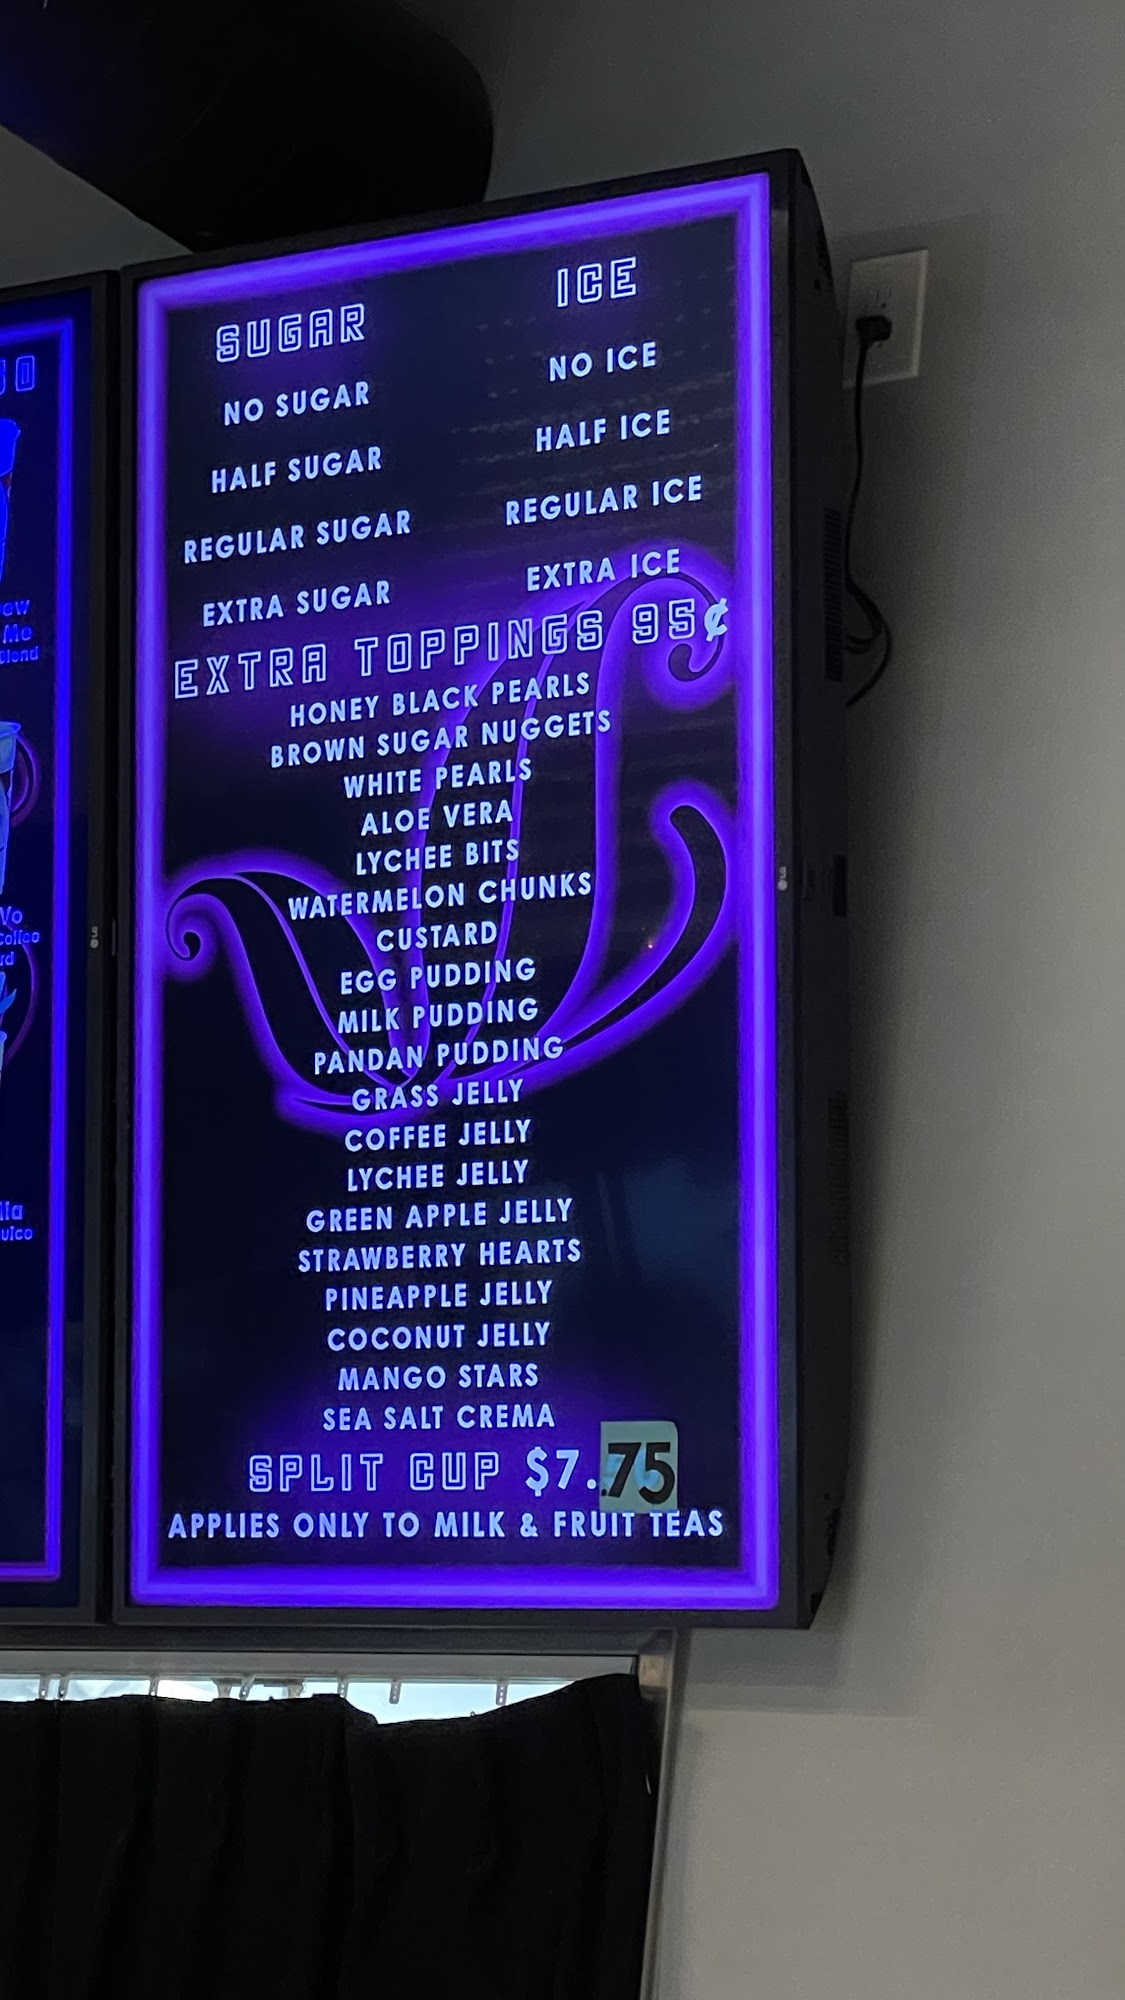 SUGAR
NO SUGAR
HALF SUGAR
REGULAR SUGAR
EXTRA SUGAR
ICE
NO ICE
HALF ICE
REGULAR ICE
EXTRA ICE
EXTRA TOPPINGS 95¢
HONEY BLACK PEARLS
BROWN SUGAR NUGGETS
WHITE PEARLS
ALOE VERA
LYCHEE BITS
WATERMELON CHUNKS
CUSTARD
EGG PUDDING
MILK PUDDING
PANDAN PUDDING
GRASS JELLY
COFFEE JELLY
LYCHEE JELLY
GREEN APPLE JELLY
STRAWBERRY HEARTS
PINEAPPLE JELLY
COCONUT JELLY
MANGO STARS
SEA SALT CREMA
SPLIT CUP $7.75
APPLIES ONLY TO MILK & FRUIT TEAS